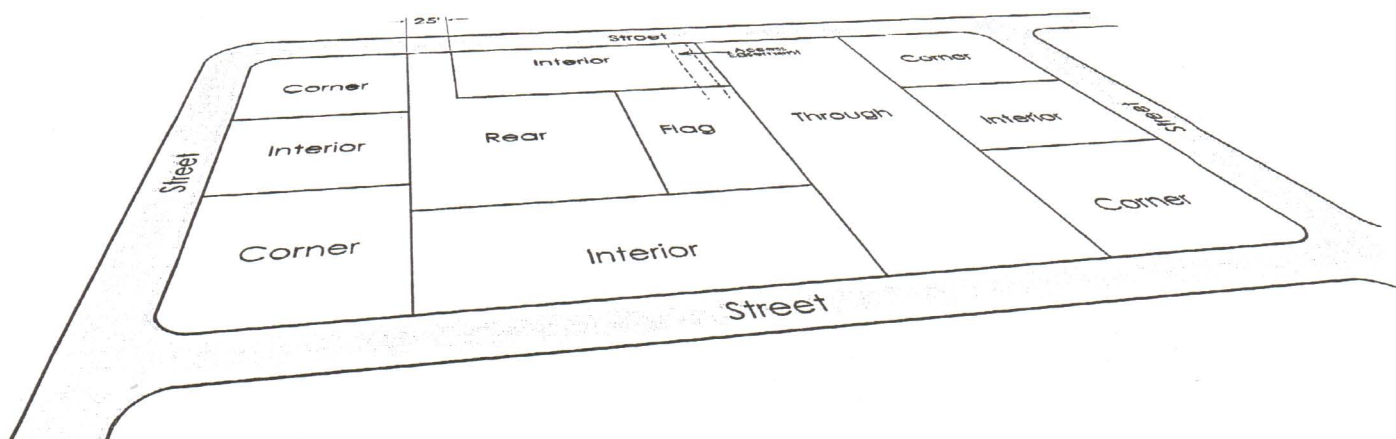 25'
Street
Access
Easement
Interior
Corner
Corner
Rear
Flag
Through
Interior
Street
Interior
Street
Corner
Interior
Corner
Street